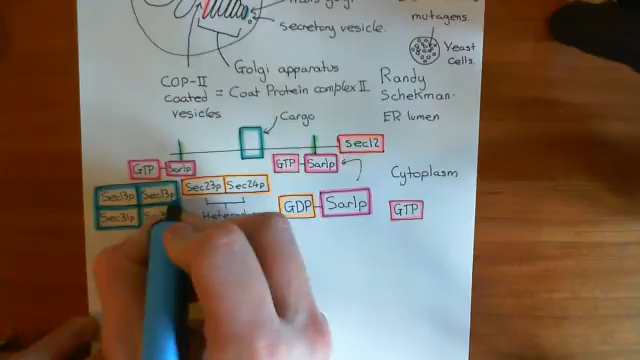 secretory vesicle.
mutagens.
Yeast
cells.
Golgi apparatus
COP-II = Coat Protein complex II.
coated
vesicles
Randy
Schekman.
ER lumen
Cargo
Sec12
GTP Sar1p GTP Sar1p
Cytoplasm
Sec13p Sec13p Sec23p Sec24p
Sec31p
GDP Sar1p GTP